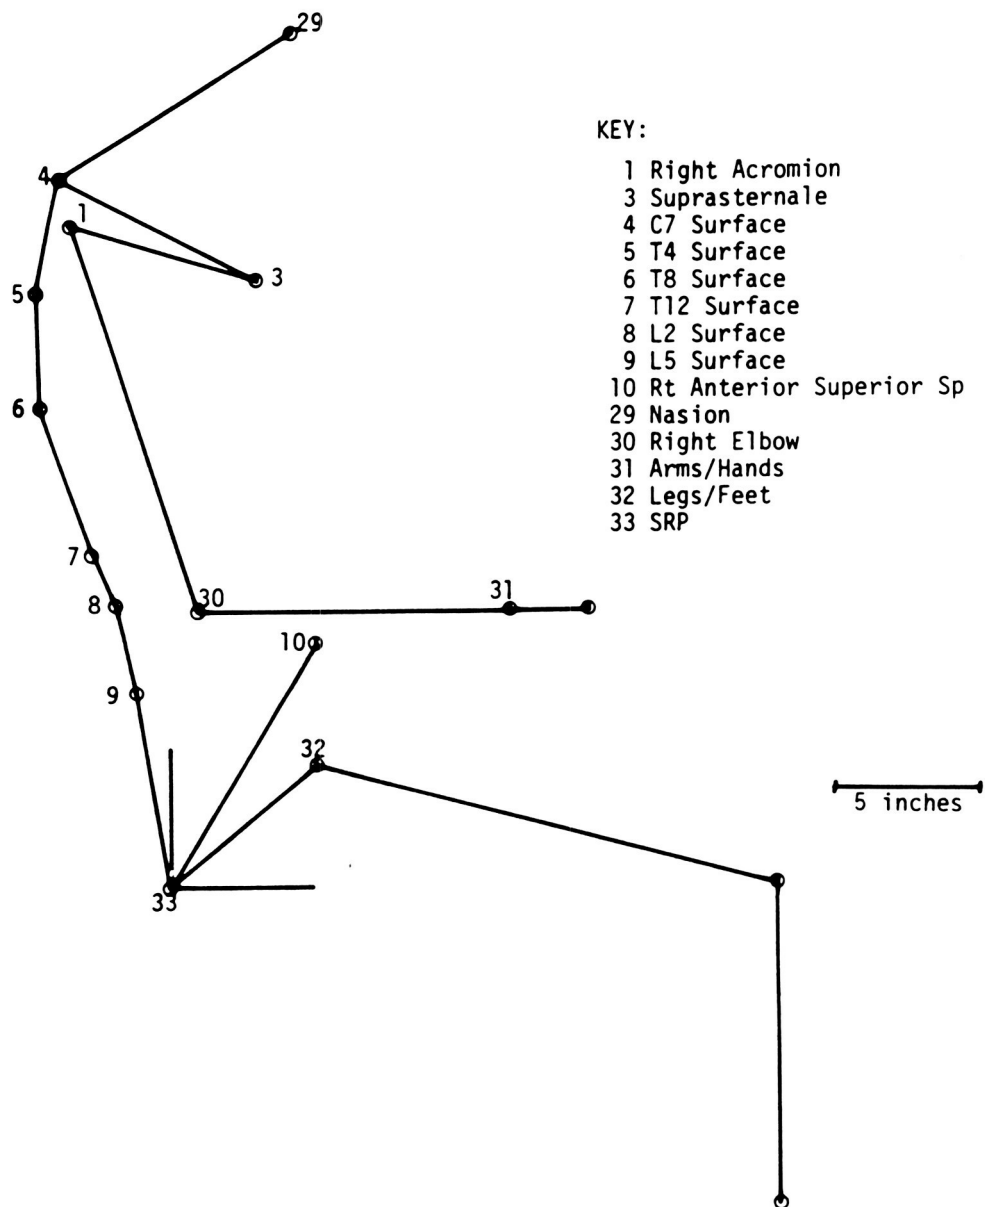 29
KEY:
1 Right Acromion
3 Suprasternale
4 C7 Surface
5 T4 Surface
6 T8 Surface
7 T12 Surface
8 L2 Surface
9 L5 Surface
10 Rt Anterior Superior Sp
29 Nasion
30 Right Elbow
31 Arms/Hands
32 Legs/Feet
33 SRP
4
1
3
5
6
7
8
30
31
10
9
32
5 inches
33